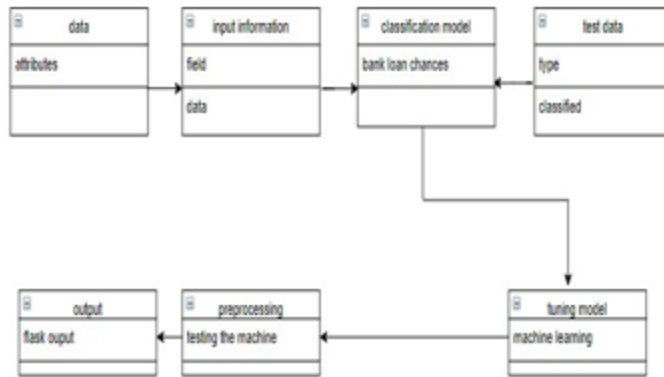 data
attributes
input information
field
data
classification model
bank loan chances
test data
type
classified
output
flask ouput
preprocessing
testing the machine
tuning model
machine learning